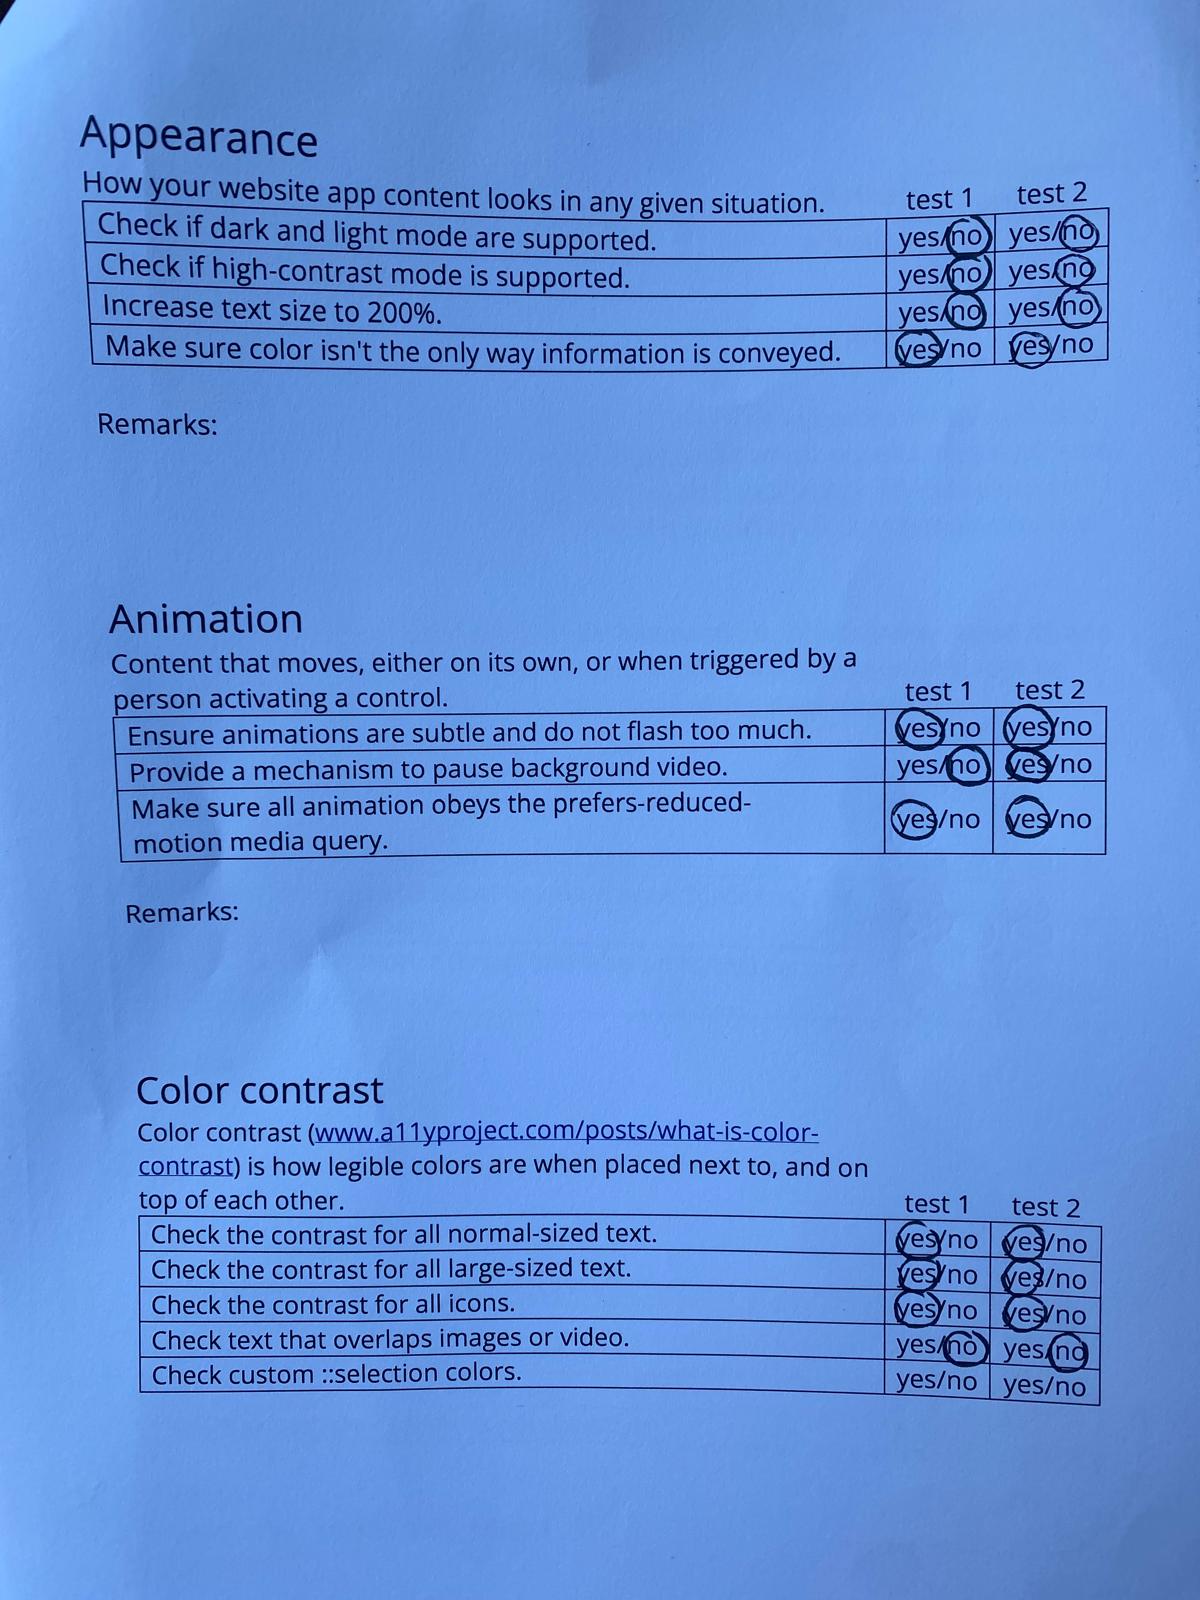 Appearance
How your website app content looks in any given situation. test 1 test 2
Check if dark and light mode are supported. yes/no yes/no
Check if high-contrast mode is supported. yes/no yes/no
Increase text size to 200%. yes/no yes/no
Make sure color isn't the only way information is conveyed. yes/no yes/no
Remarks:
Animation
Content that moves, either on its own, or when triggered by a
person activating a control. test 1 test 2
Ensure animations are subtle and do not flash too much. yes/no yes/no
Provide a mechanism to pause background video. yes/no yes/no
Make sure all animation obeys the prefers-reduced-
motion media query. yes/no yes/no
Remarks:
Color contrast
Color contrast (www.a11yproject.com/posts/what-is-color-
contrast) is how legible colors are when placed next to, and on
top of each other. test 1 test 2
Check the contrast for all normal-sized text. yes/no yes/no
Check the contrast for all large-sized text. yes/no yes/no
Check the contrast for all icons. yes/no yes/no
Check text that overlaps images or video. yes/no yes/no
Check custom ::selection colors. yes/no yes/no